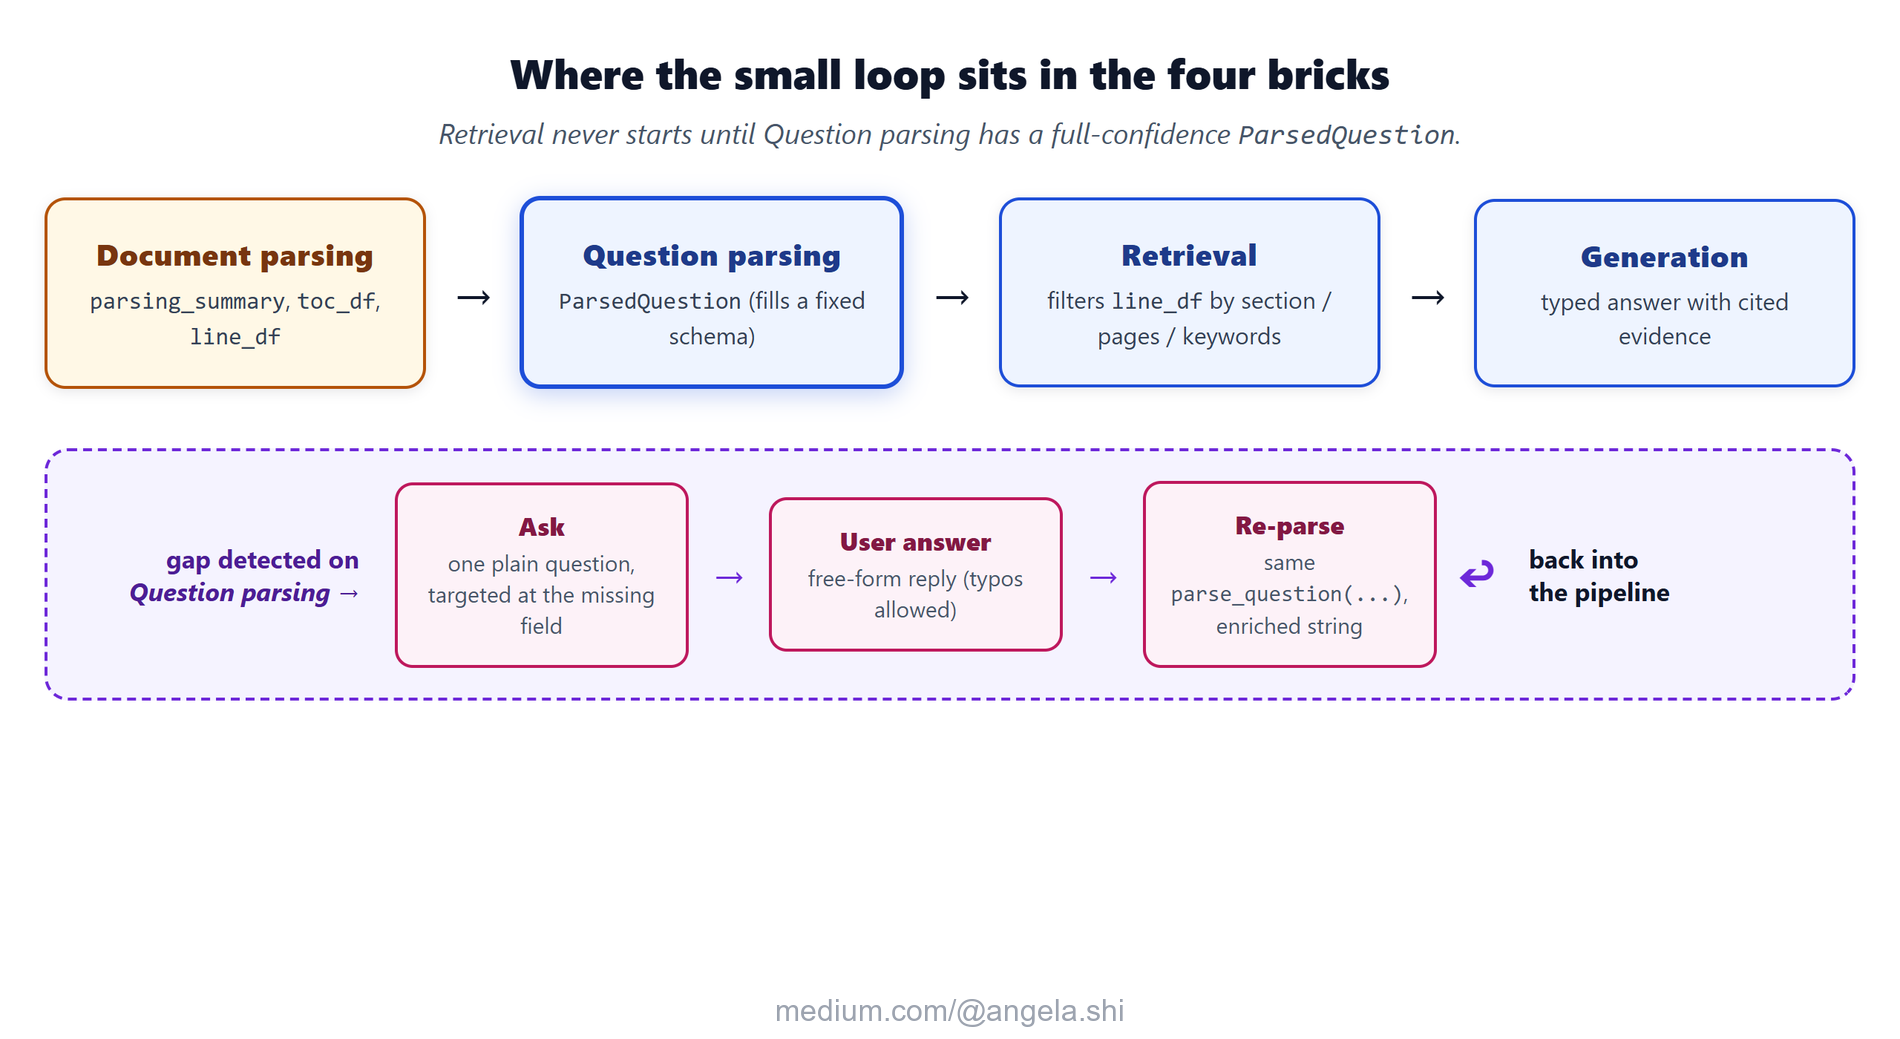 Where the small loop sits in the four bricks
Retrieval never starts until Question parsing has a full-confidence ParsedQuestion.
Document parsing
parsing_summary, toc_df,
line_df
→
Question parsing
ParsedQuestion (fills a fixed
schema)
→
Retrieval
filters line_df by section /
pages / keywords
→
Generation
typed answer with cited
evidence
gap detected on
Question parsing →
Ask
one plain question,
targeted at the missing
field
→
User answer
free-form reply (typos
allowed)
→
Re-parse
same
parse_question(...),
enriched string
↩
back into
the pipeline
medium.com/@angela.shi